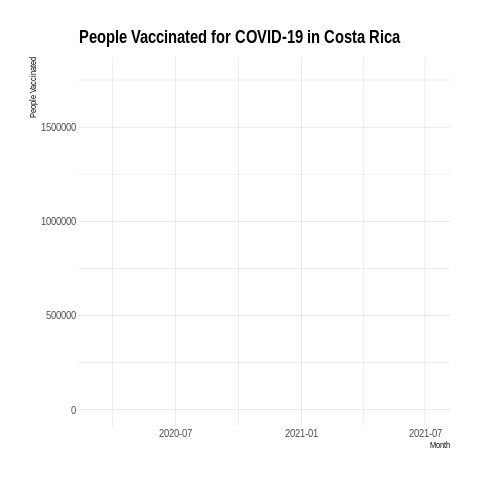 People Vaccinated for COVID-19 in Costa Rica
People Vaccinated
1500000
1000000
500000
0
2020-07 2021-01 2021-07
Month